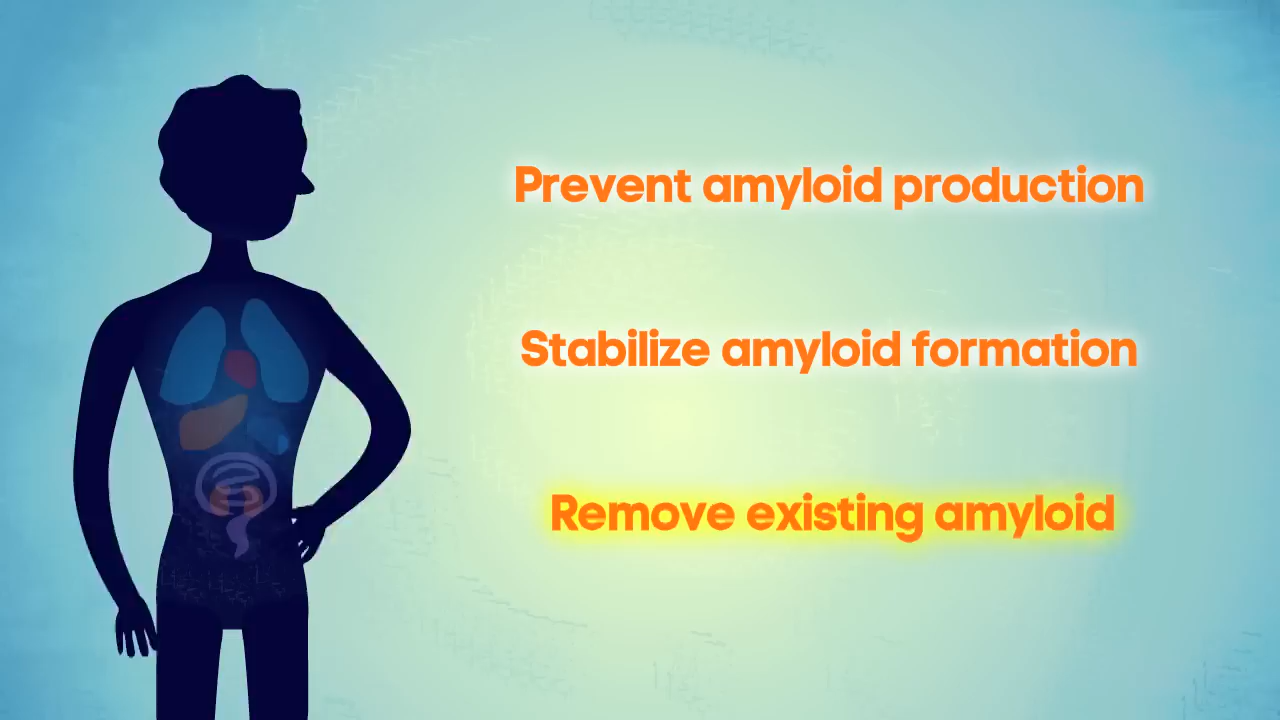 Prevent amyloid production
Stabilize amyloid formation
Remove existing amyloid